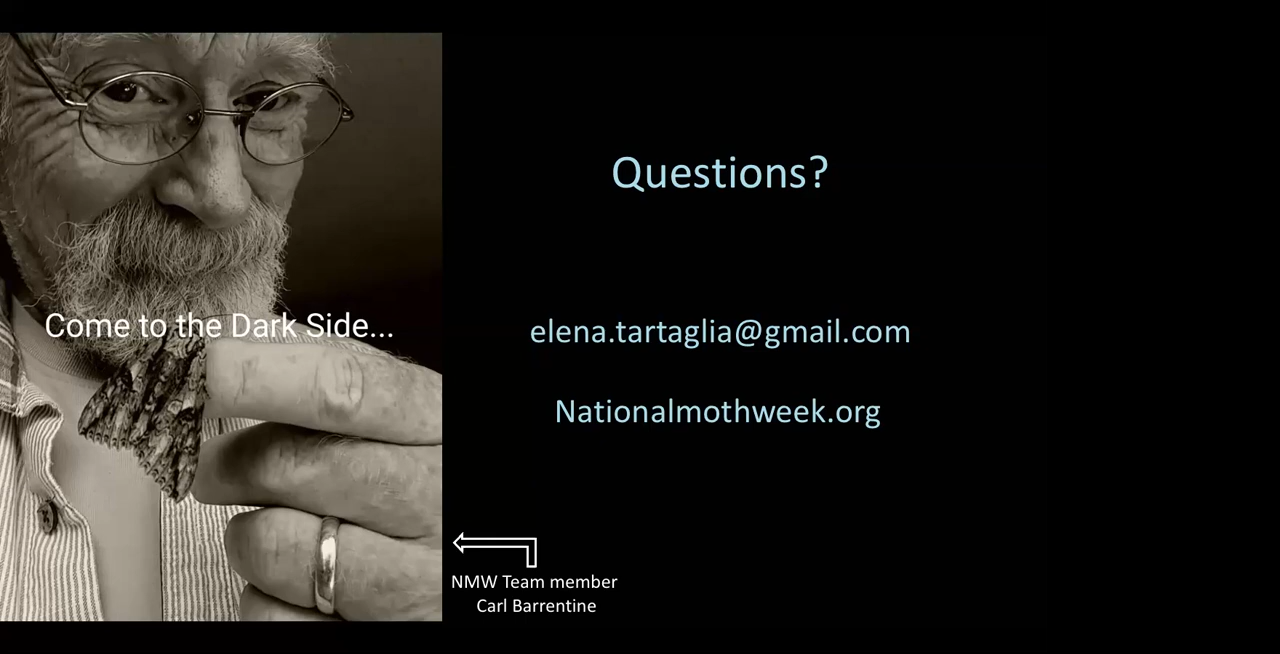 Questions?
Come to the Dark Side...
elena.tartaglia@gmail.com
Nationalmothweek.org
NMW Team member
Carl Barrentine